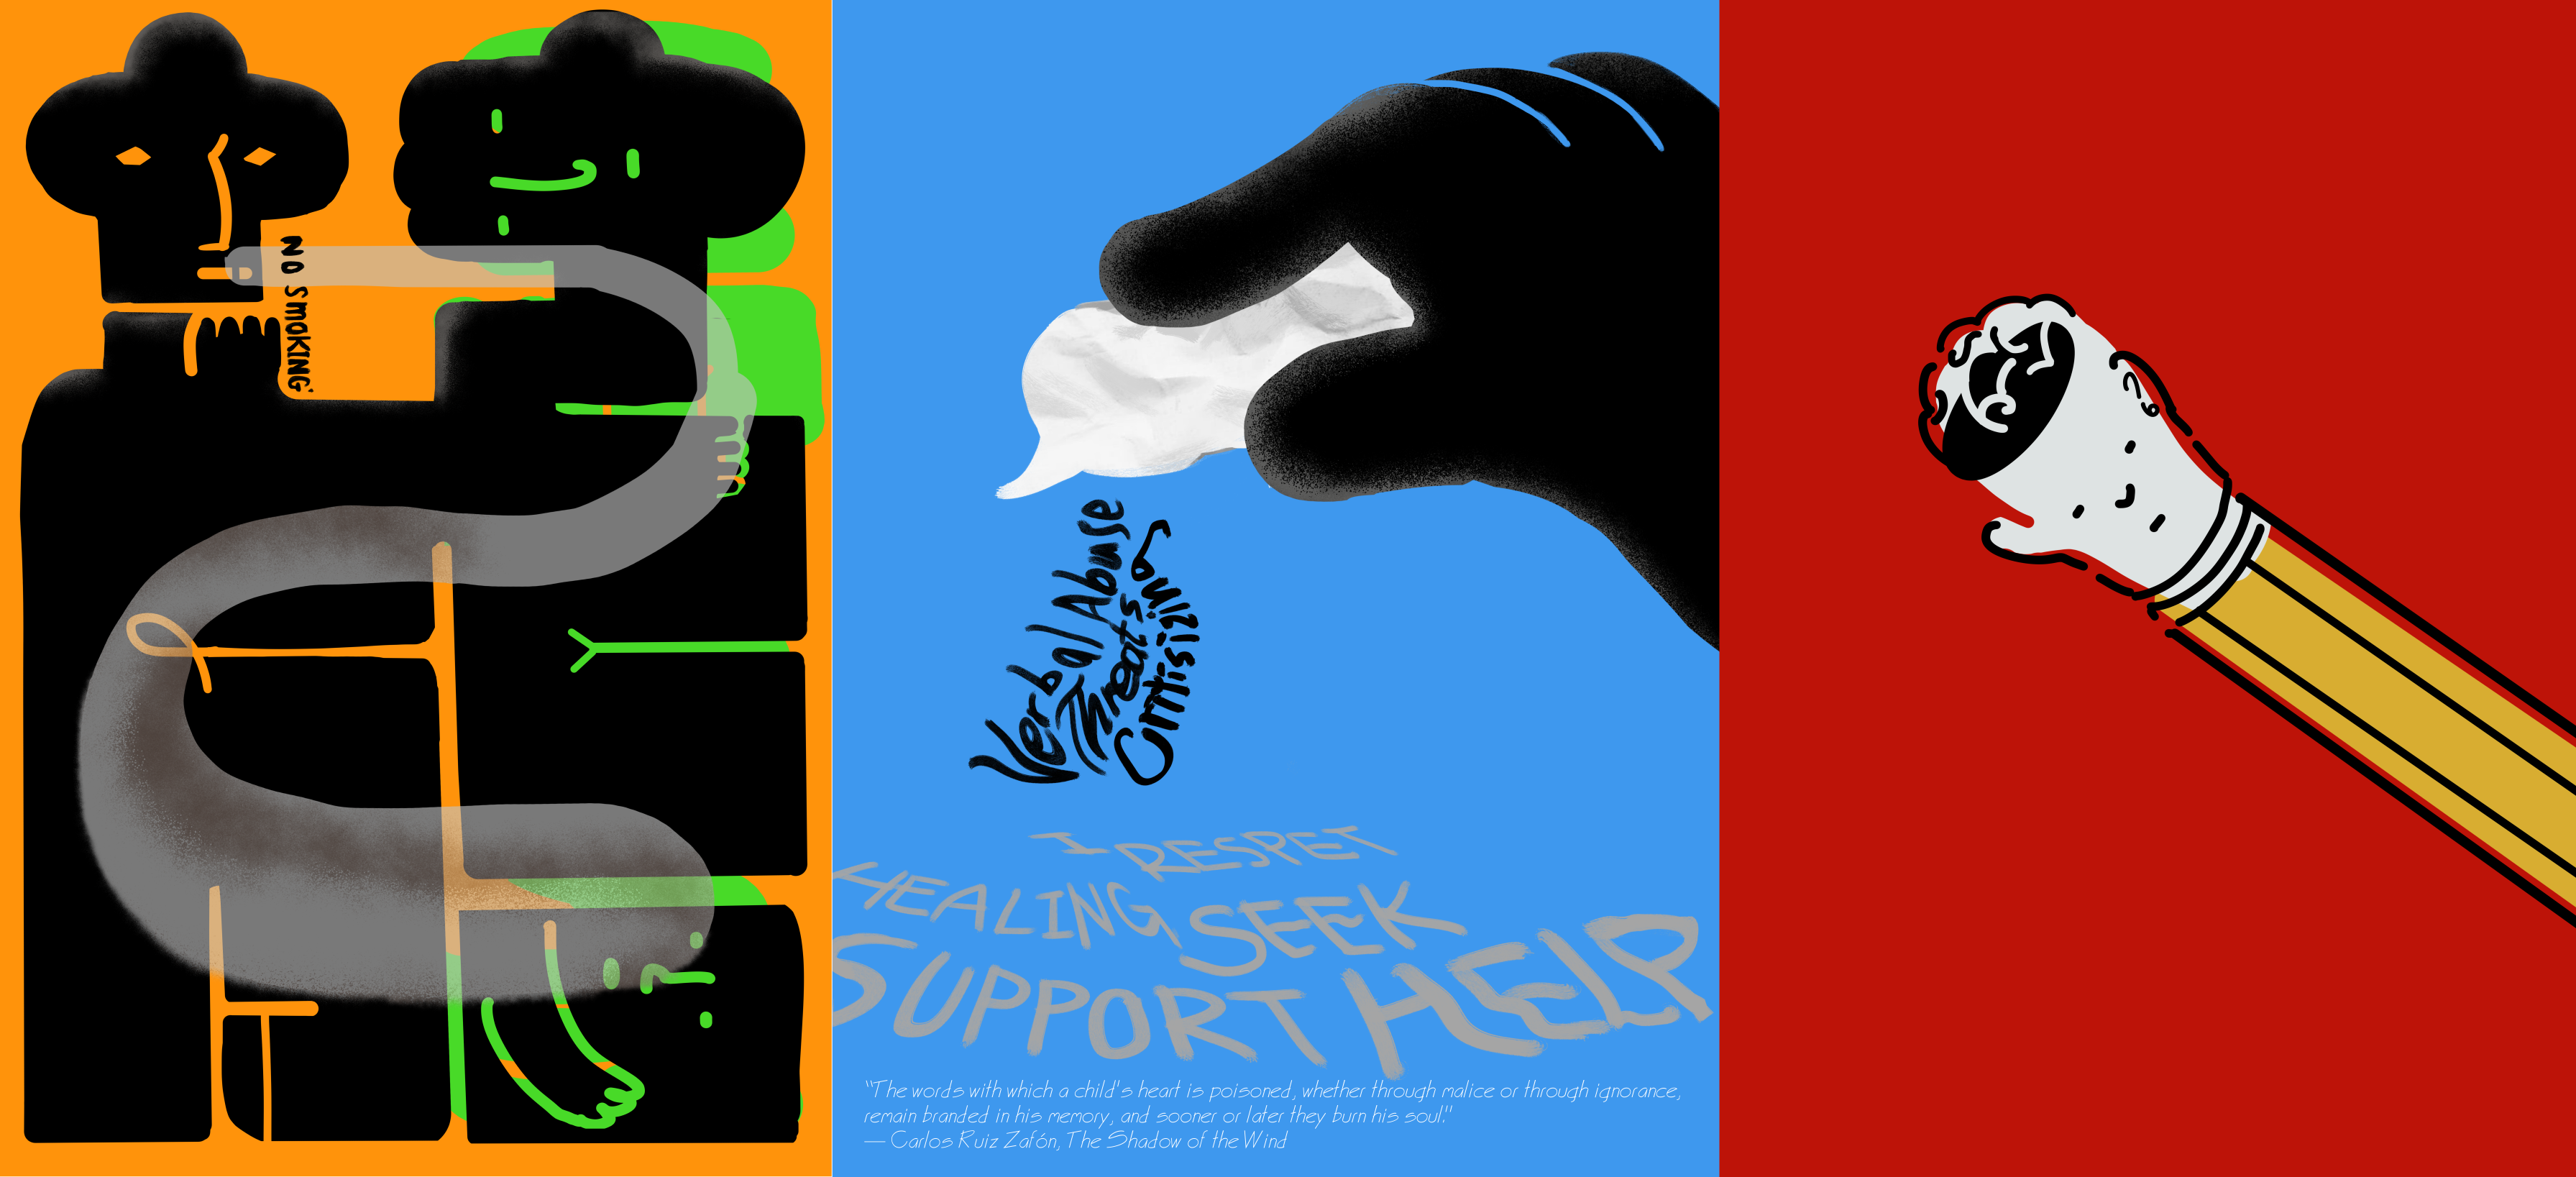 NO SMOKING
Verbal Abuse
Threats
Critisizing
I RESPET
HEALING SEEK
SUPPORT HELP
"The words with which a child's heart is poisoned, whether through malice or through ignorance,
remain branded in his memory, and sooner or later they burn his soul."
— Carlos Ruiz Zafón, The Shadow of the Wind